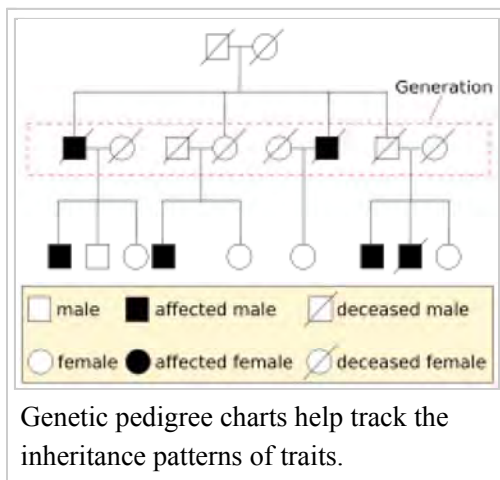 Generation
male affected male deceased male
female affected female deceased female
Genetic pedigree charts help track the
inheritance patterns of traits.